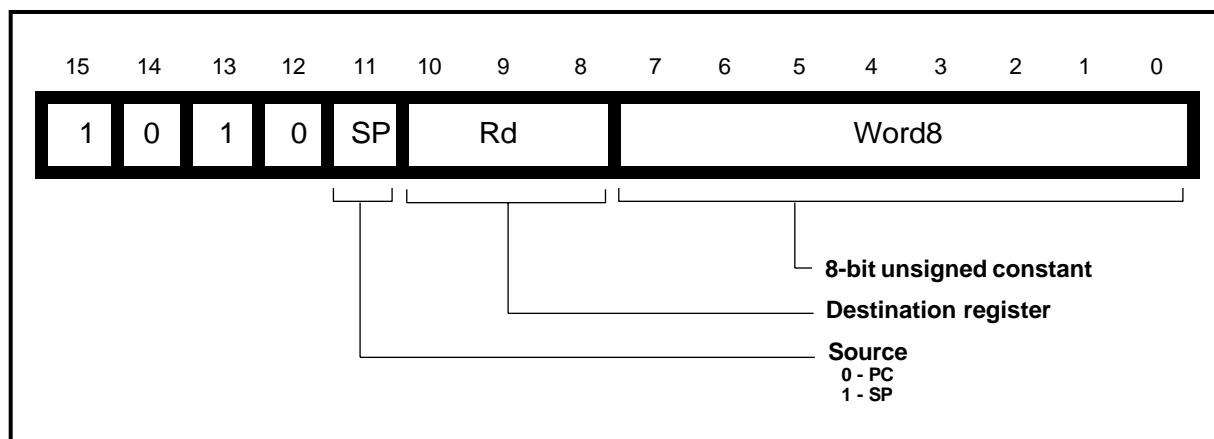 15 14 13 12 11 10 9 8 7 6 5 4 3 2 1 0
1 0 1 0 SP Rd Word8
8-bit unsigned constant
Destination register
Source
0 - PC
1 - SP